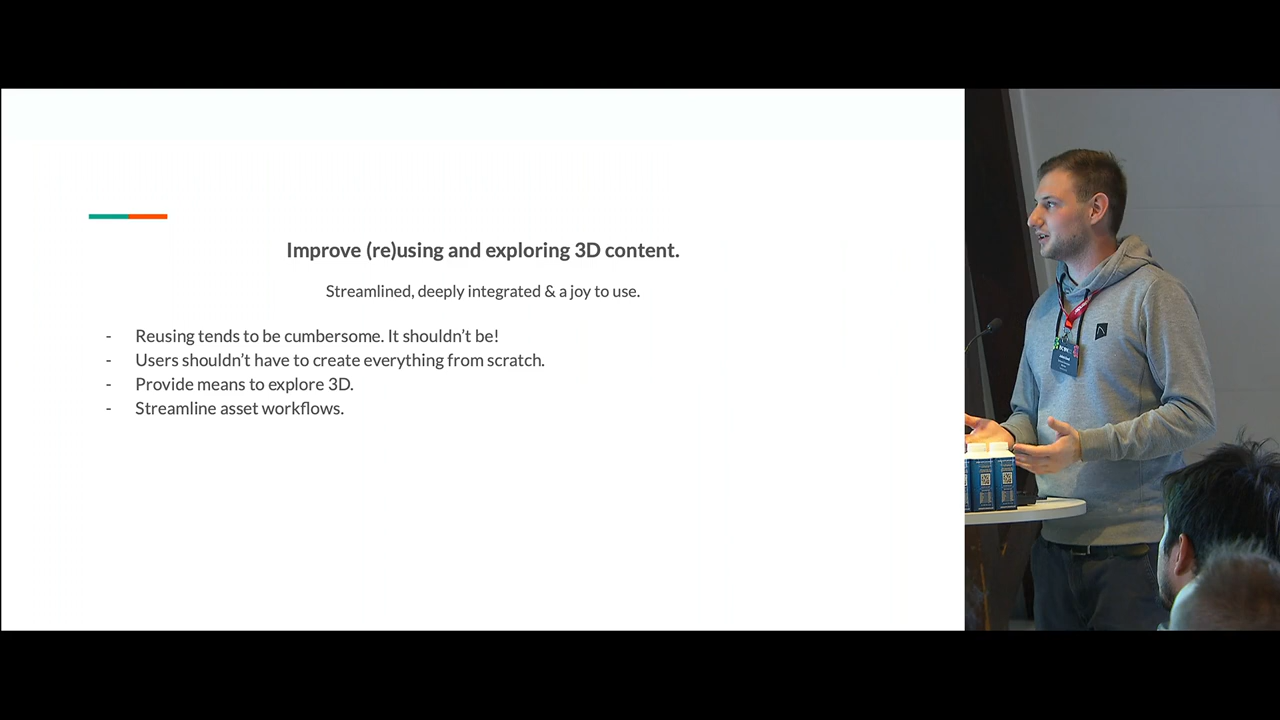 Improve (re)using and exploring 3D content.
Streamlined, deeply integrated & a joy to use.
- Reusing tends to be cumbersome. It shouldn't be!
- Users shouldn't have to create everything from scratch.
- Provide means to explore 3D.
- Streamline asset workflows.